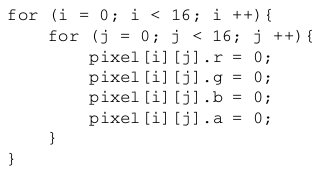 for (i = 0; i < 16; i ++){
    for (j = 0; j < 16; j ++){
        pixel[i][j].r = 0;
        pixel[i][j].g = 0;
        pixel[i][j].b = 0;
        pixel[i][j].a = 0;
    }
}